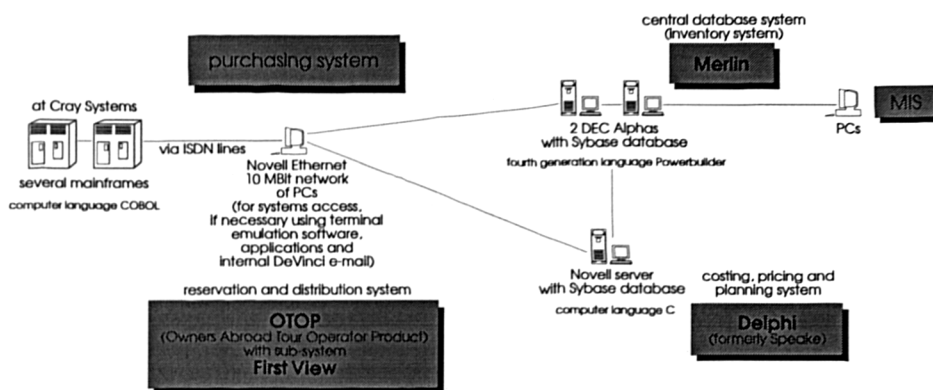 central database system
(inventory system)
Merlin
purchasing system
MIS
at Cray Systems
via ISDN lines
several mainframes
computer language COBOL
Novell Ethernet
10 MBit network
of PCs
(for systems access,
if necessary using terminal
emulation software,
applications and
internal DeVinci e-mail)
2 DEC Alphas
with Sybase database
fourth generation language Powerbuilder
PCs
Novell server
with Sybase database
computer language C
costing, pricing and
planning system
Delphi
(formerly Speake)
reservation and distribution system
OTOP
(Owners Abroad Tour Operator Product)
with sub-system
First View